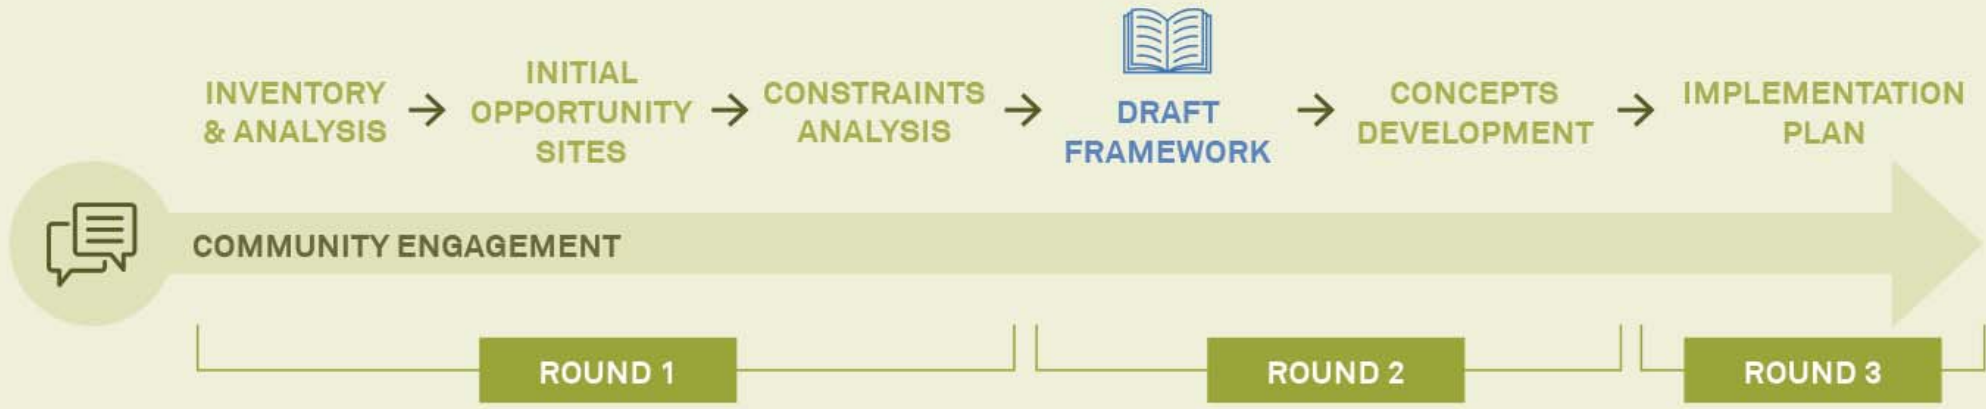 INVENTORY
& ANALYSIS
INITIAL
OPPORTUNITY
SITES
CONSTRAINTS
ANALYSIS
DRAFT
FRAMEWORK
CONCEPTS
DEVELOPMENT
IMPLEMENTATION
PLAN
COMMUNITY ENGAGEMENT
ROUND 1
ROUND 2
ROUND 3